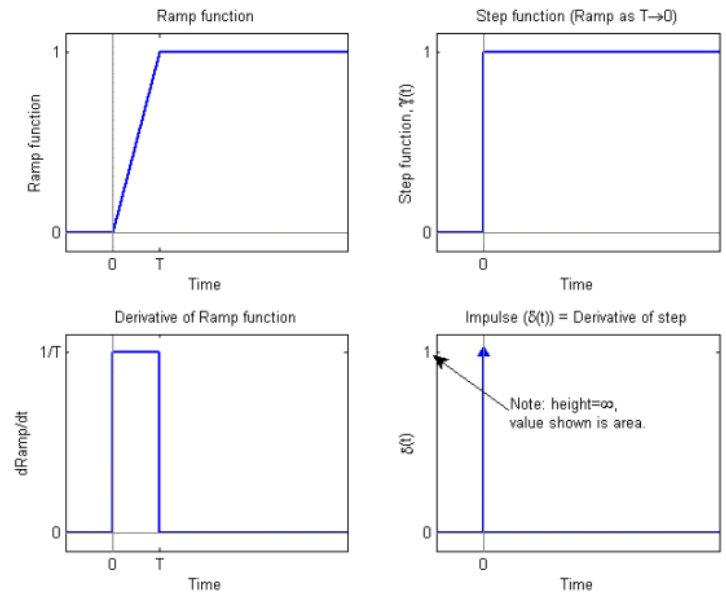 Ramp function
Ramp function
1
0
0
T
Time
Step function (Ramp as T→0)
Step function, ϒ(t)
1
0
0
Time
Derivative of Ramp function
dRamp/dt
1/T
0
0
T
Time
Impulse (δ(t)) = Derivative of step
δ(t)
1
0
Note: height=∞,
value shown is area.
0
Time